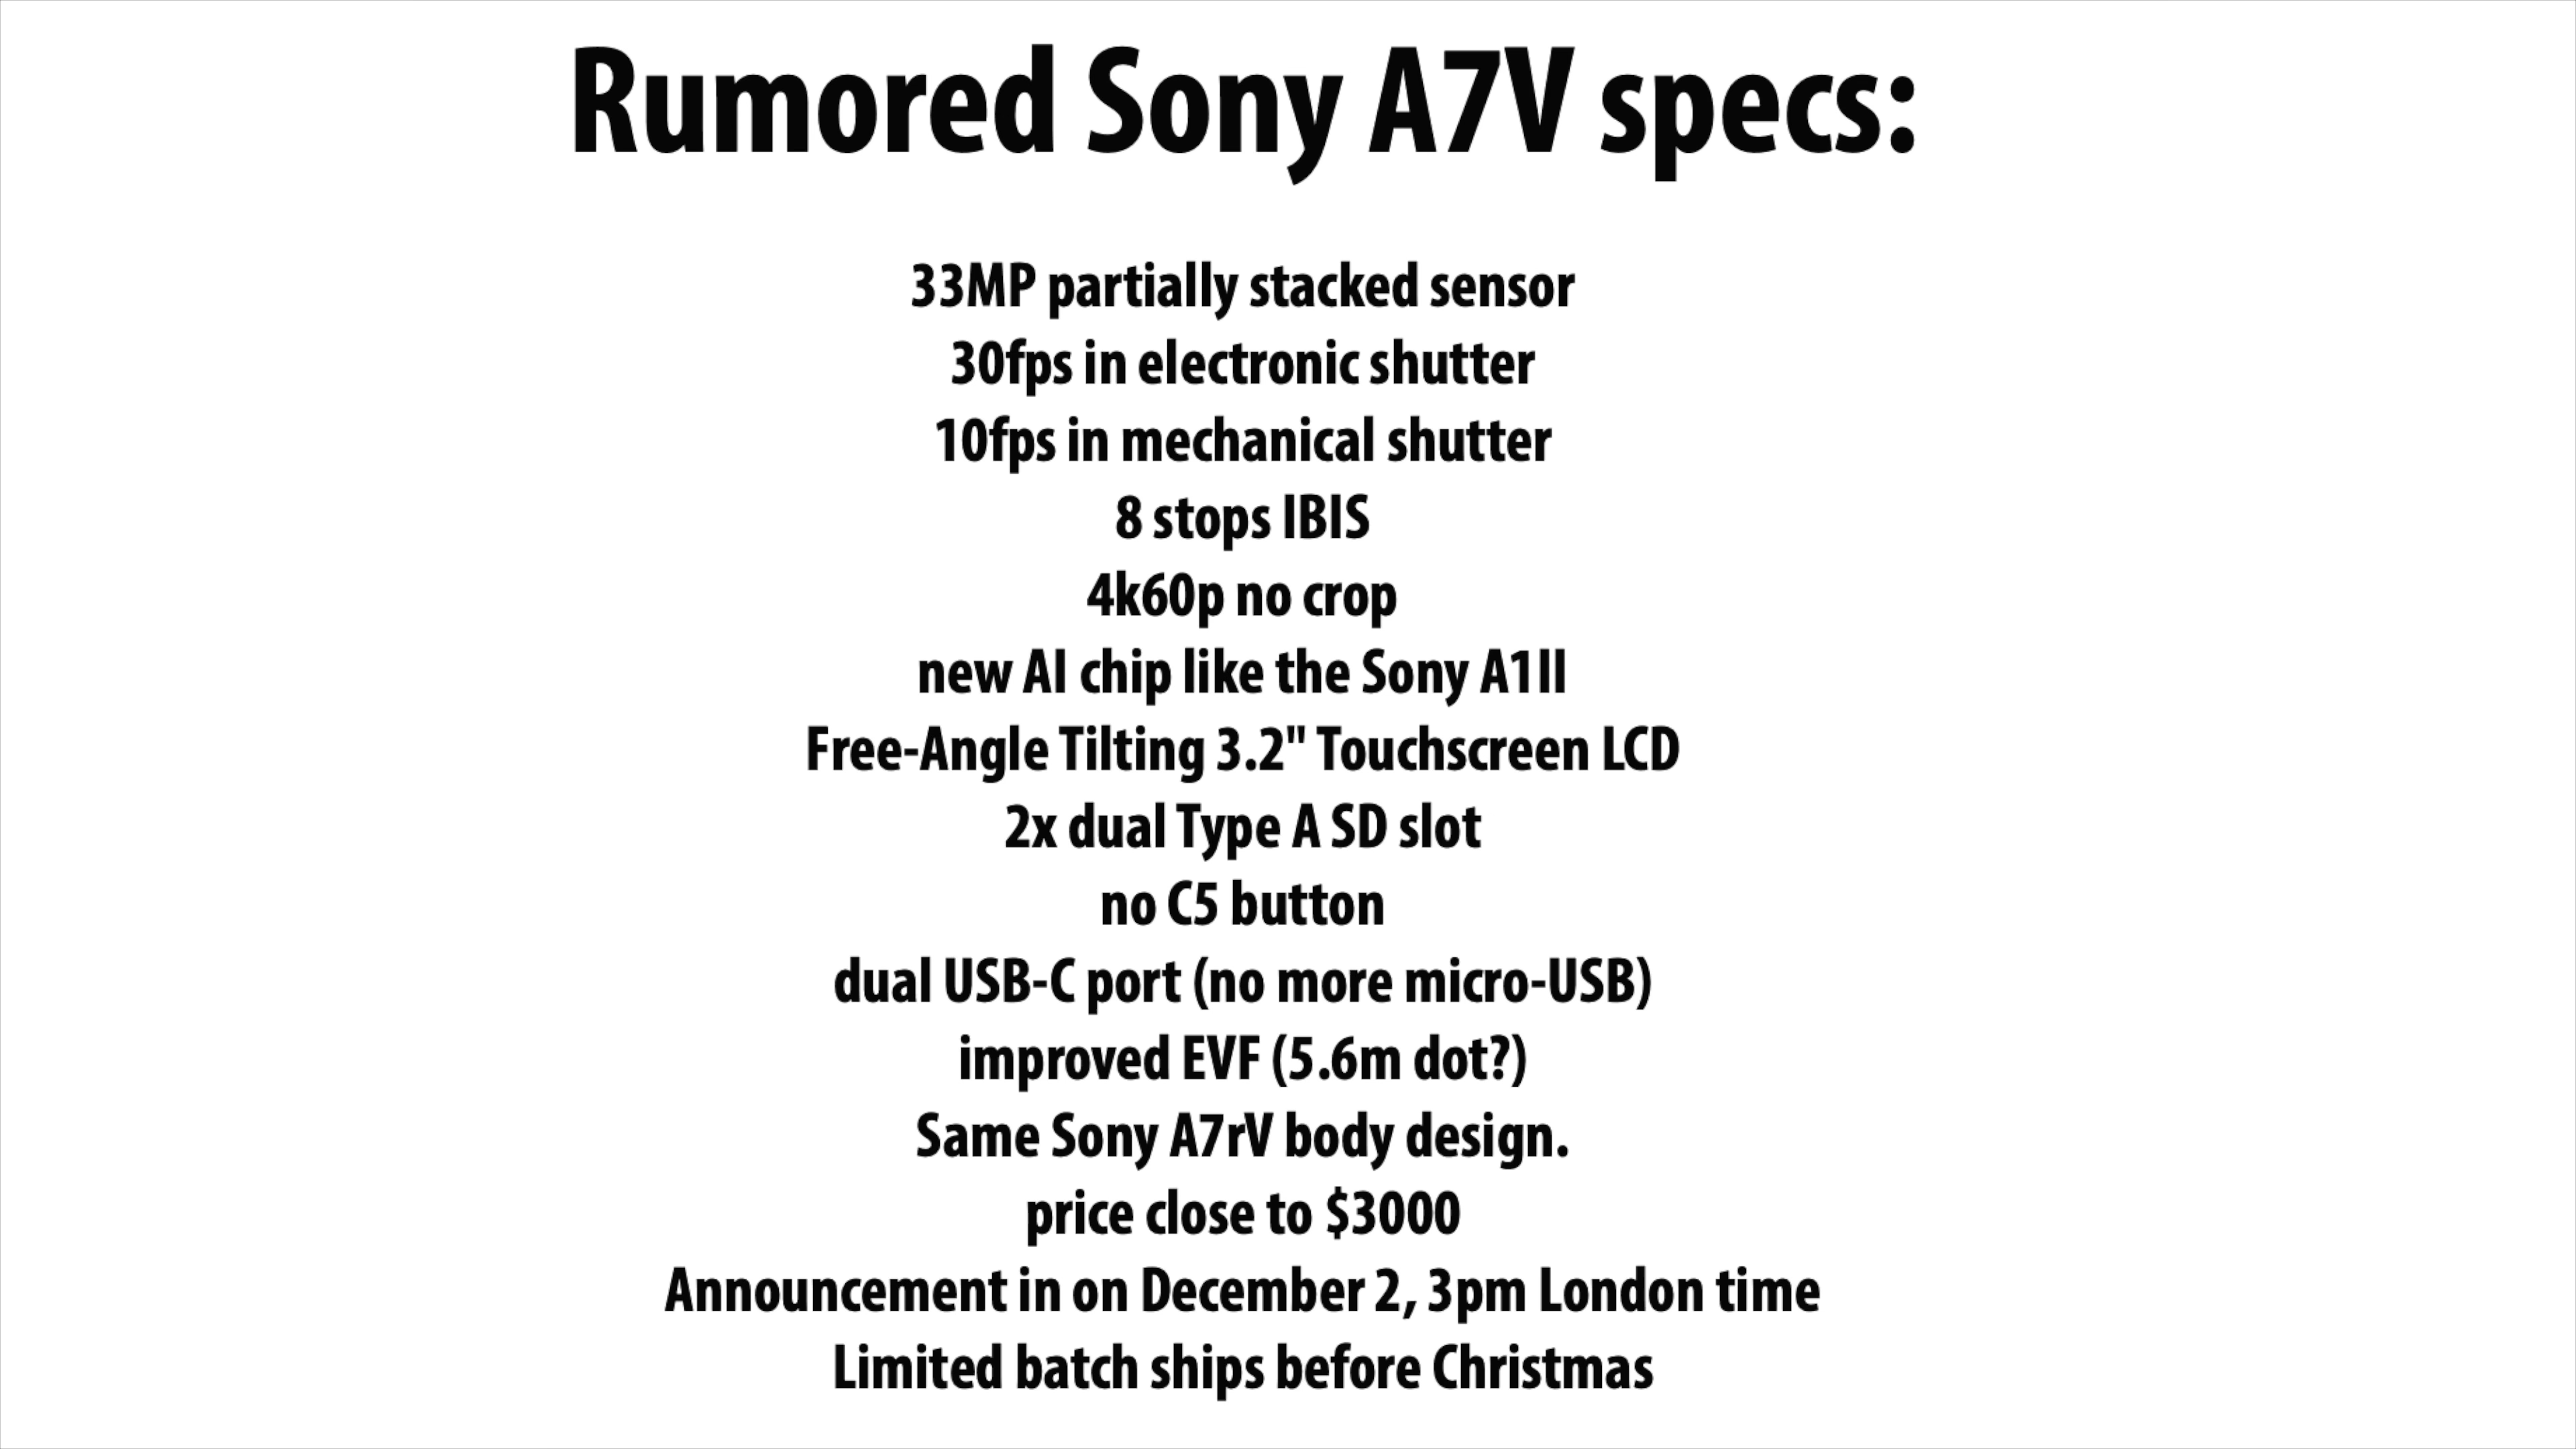 Rumored Sony A7V specs:
33MP partially stacked sensor
30fps in electronic shutter
10fps in mechanical shutter
8 stops IBIS
4k60p no crop
new AI chip like the Sony A1II
Free-Angle Tilting 3.2" Touchscreen LCD
2x dual Type A SD slot
no C5 button
dual USB-C port (no more micro-USB)
improved EVF (5.6m dot?)
Same Sony A7rV body design.
price close to $3000
Announcement in on December 2, 3pm London time
Limited batch ships before Christmas